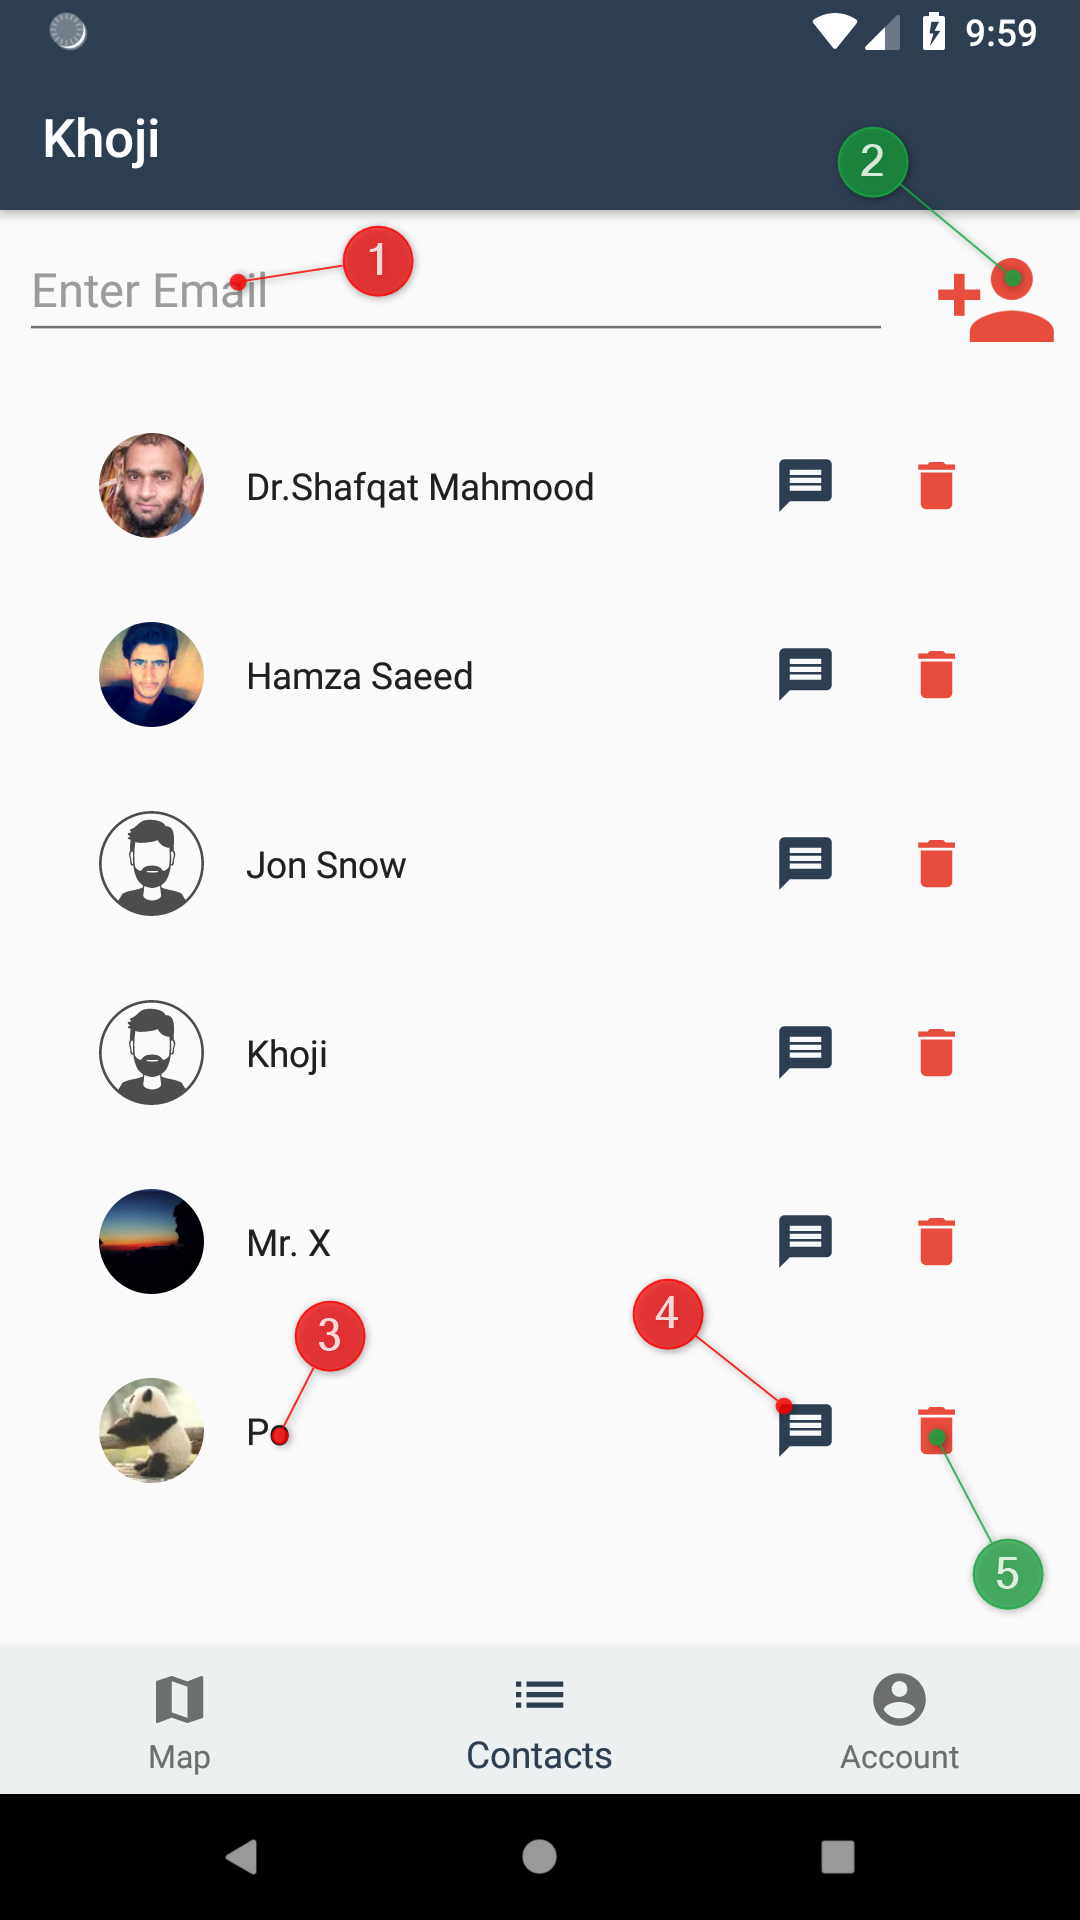 9:59
Khoji
2
1
Enter Email
Dr.Shafqat Mahmood
Hamza Saeed
Jon Snow
Khoji
Mr. X
4
3
Po
5
Map
Contacts
Account